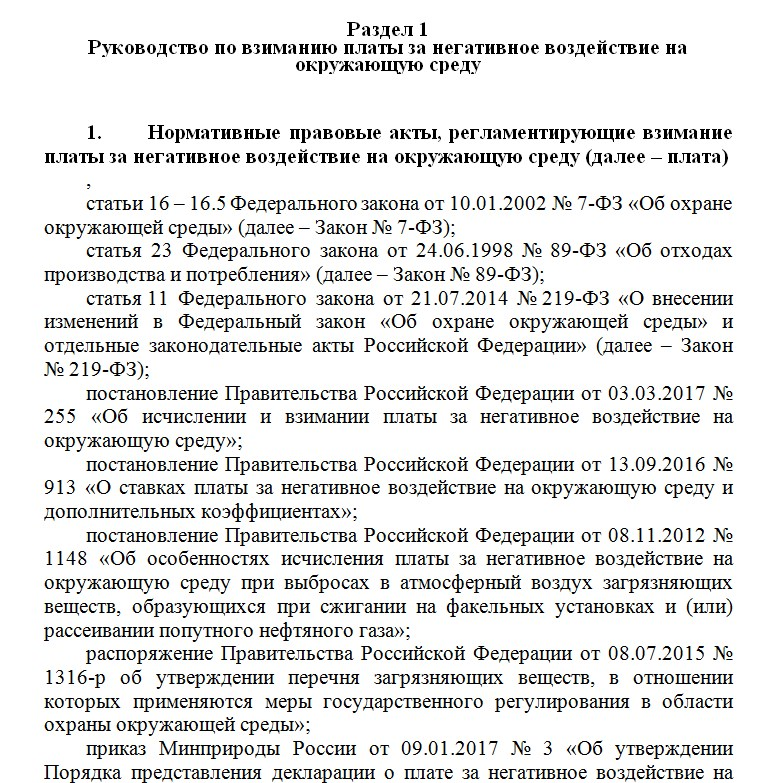 Раздел 1
Руководство по взиманию платы за негативное воздействие на
окружающую среду
1. Нормативные правовые акты, регламентирующие взимание
платы за негативное воздействие на окружающую среду (далее – плата)
,
статьи 16 – 16.5 Федерального закона от 10.01.2002 № 7-ФЗ «Об охране
окружающей среды» (далее – Закон № 7-ФЗ);
статья 23 Федерального закона от 24.06.1998 № 89-ФЗ «Об отходах
производства и потребления» (далее – Закон № 89-ФЗ);
статья 11 Федерального закона от 21.07.2014 № 219-ФЗ «О внесении
изменений в Федеральный закон «Об охране окружающей среды» и
отдельные законодательные акты Российской Федерации» (далее – Закон
№ 219-ФЗ);
постановление Правительства Российской Федерации от 03.03.2017 №
255 «Об исчислении и взимании платы за негативное воздействие на
окружающую среду»;
постановление Правительства Российской Федерации от 13.09.2016 №
913 «О ставках платы за негативное воздействие на окружающую среду и
дополнительных коэффициентах»;
постановление Правительства Российской Федерации от 08.11.2012 №
1148 «Об особенностях исчисления платы за негативное воздействие на
окружающую среду при выбросах в атмосферный воздух загрязняющих
веществ, образующихся при сжигании на факельных установках и (или)
рассеивании попутного нефтяного газа»;
распоряжение Правительства Российской Федерации от 08.07.2015 №
1316-р об утверждении перечня загрязняющих веществ, в отношении
которых применяются меры государственного регулирования в области
охраны окружающей среды»;
приказ Минприроды России от 09.01.2017 № 3 «Об утверждении
Порядка представления декларации о плате за негативное воздействие на